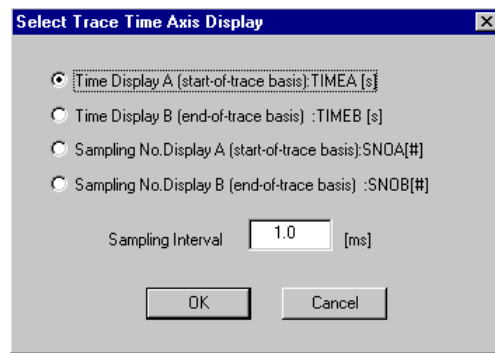 Select Trace Time Axis Display
Time Display A (start-of-trace basis):TIMEA [s]
Time Display B (end-of-trace basis) :TIMEB [s]
Sampling No.Display A (start-of-trace basis):SNOA[#]
Sampling No.Display B (end-of-trace basis) :SNOB[#]
Sampling Interval 1.0 [ms]
OK Cancel